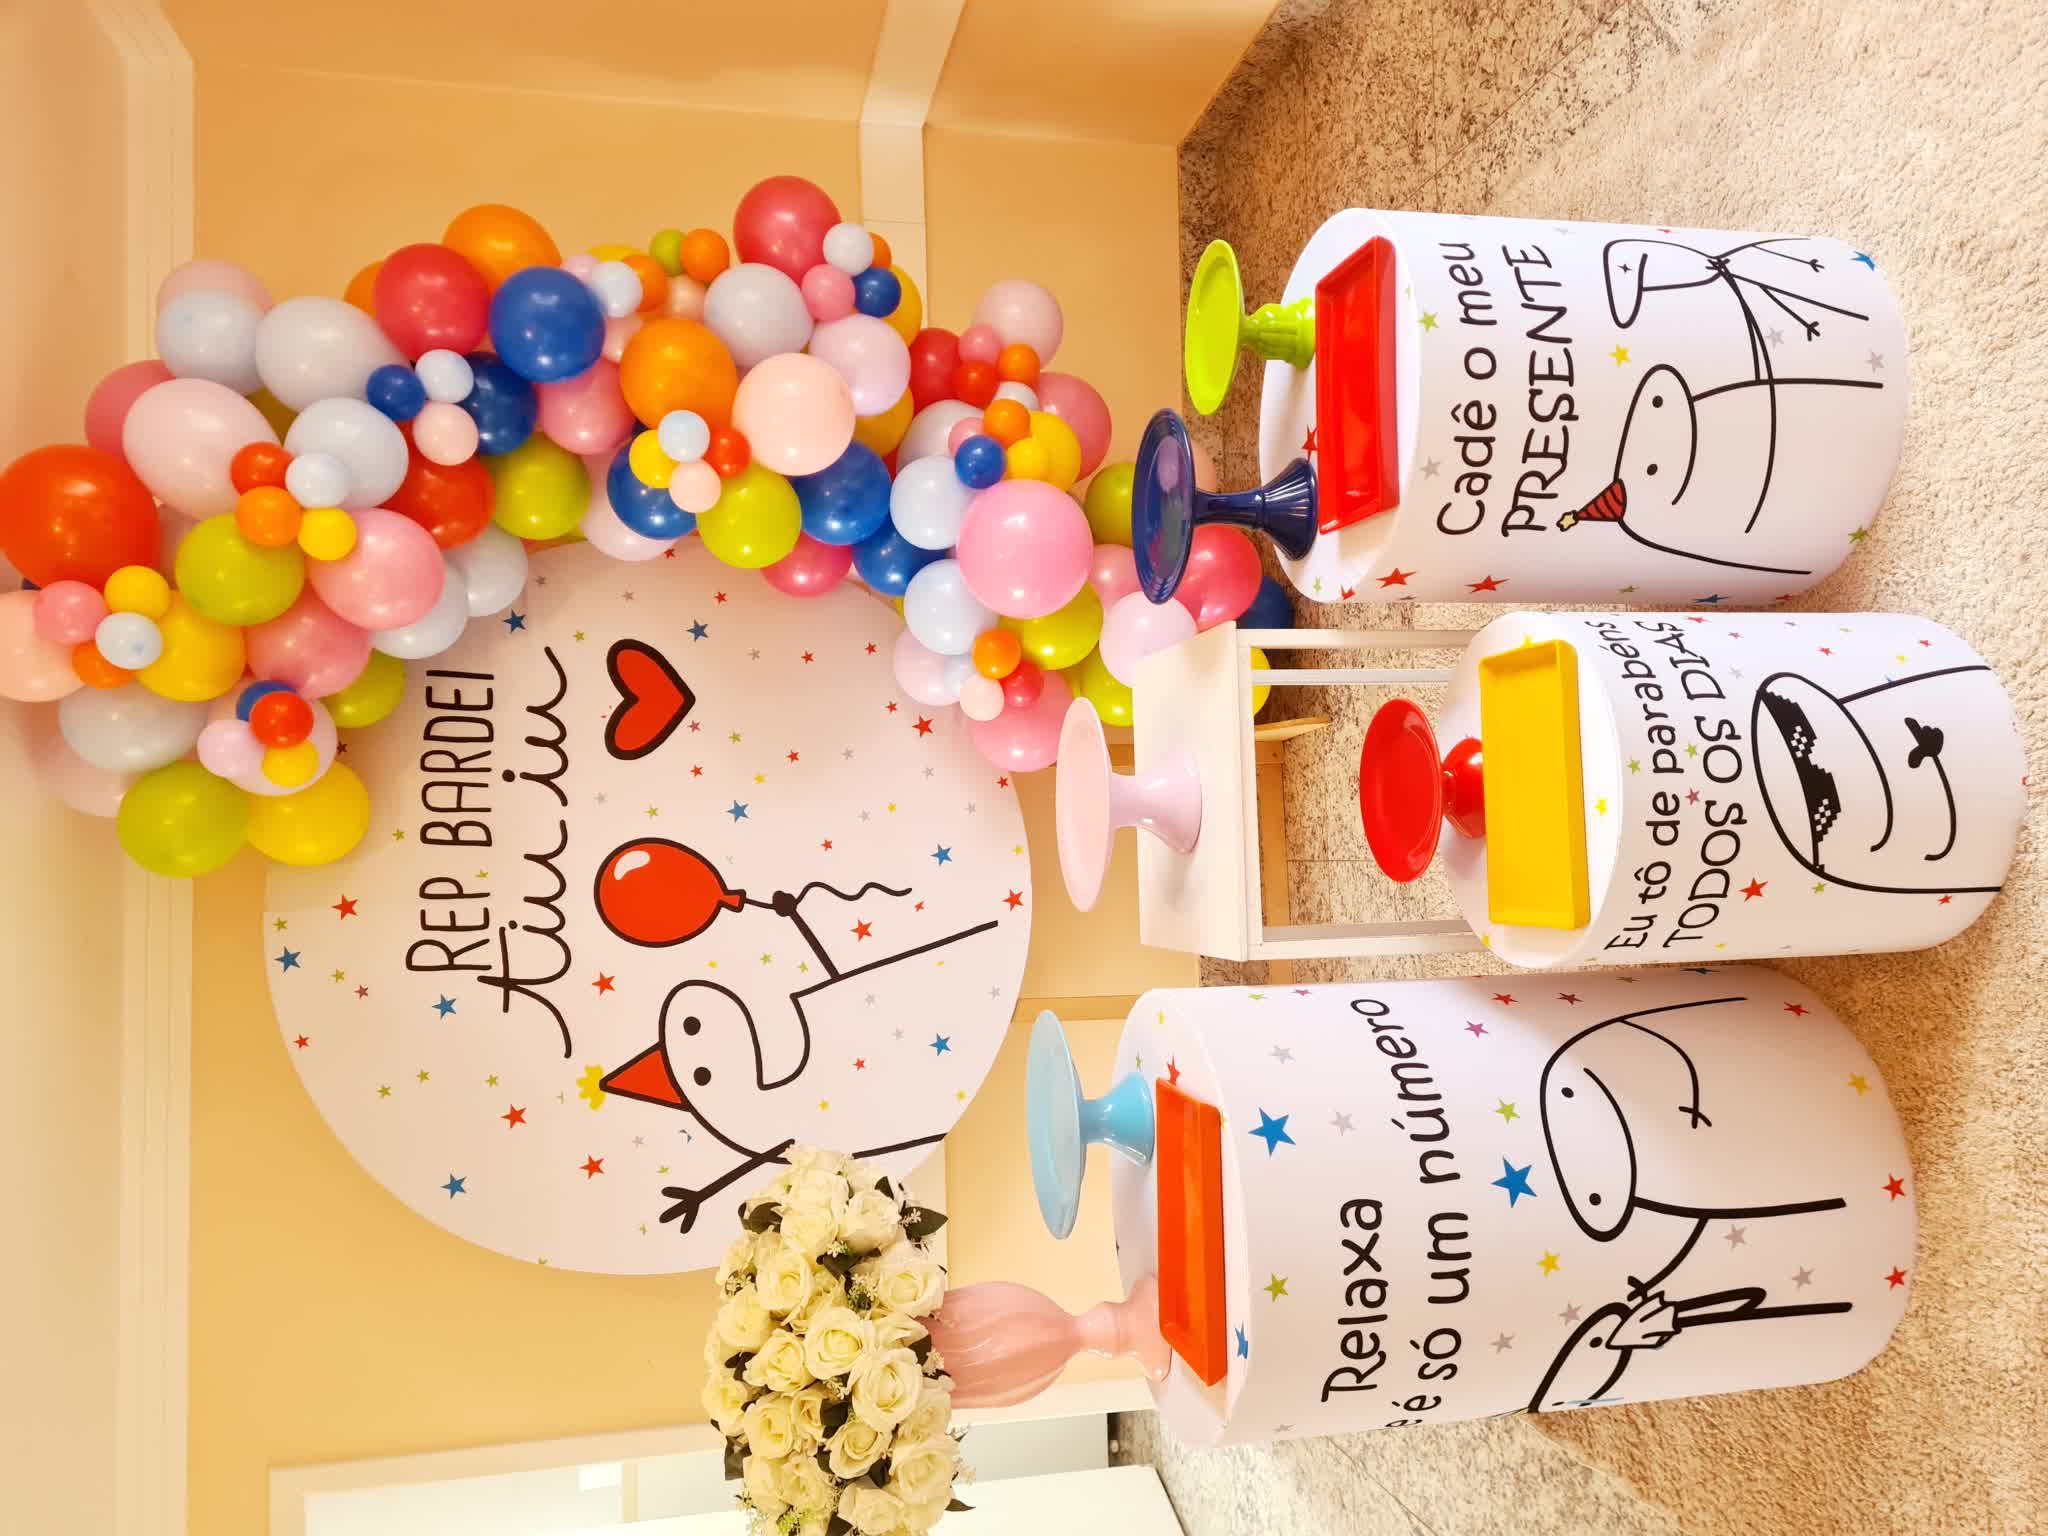 REP BARDEI
tiu iu
Relaxa
e é só um número
Eu tô de parabéns
TODOS OS DIAS
Cadê o meu
PRESENTE